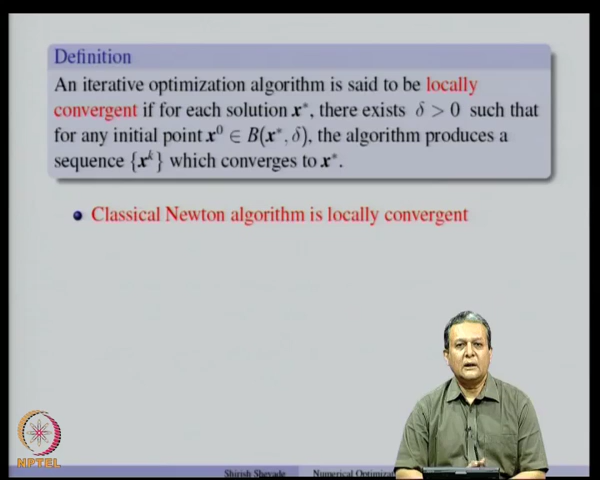 Definition
An iterative optimization algorithm is said to be locally
convergent if for each solution x*, there exists δ > 0 such that
for any initial point x⁰ ∈ B(x*, δ), the algorithm produces a
sequence {xᵏ} which converges to x*.
Classical Newton algorithm is locally convergent
NPTEL
Shirish Shevade Numerical Optimiza